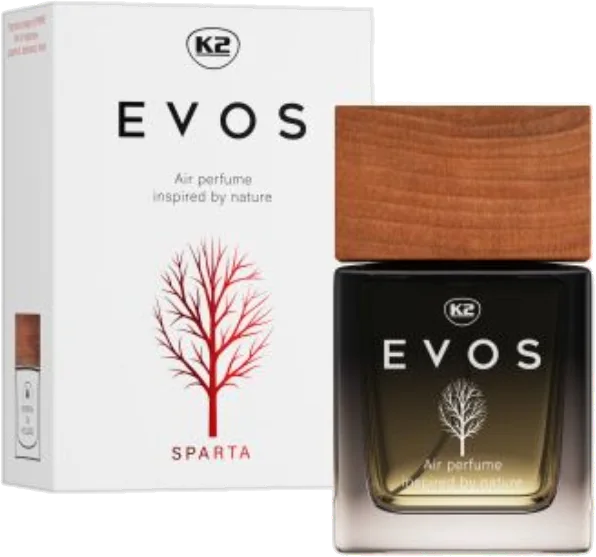 K2
EVOS
Air perfume
inspired by nature
SPARTA
K2
EVOS
Air perfume
inspired by nature